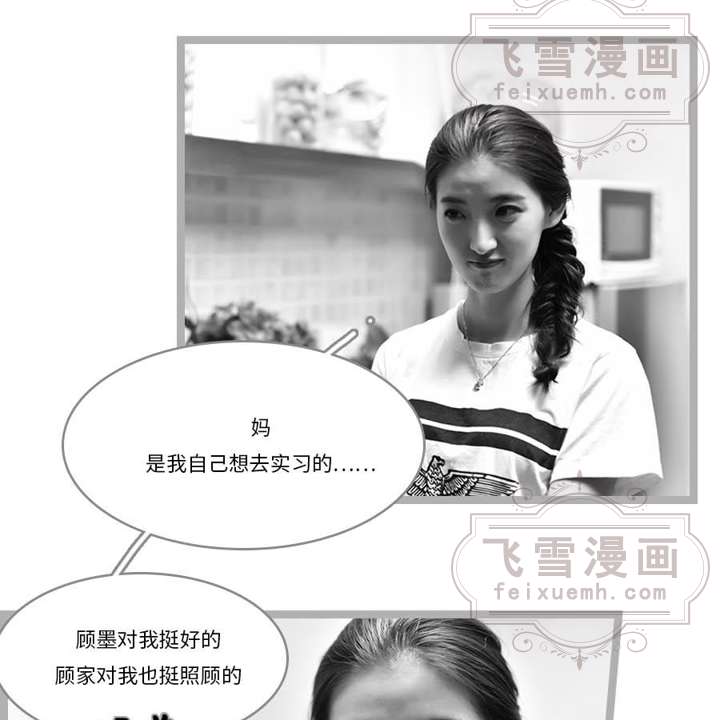 飞雪漫画
feixuemh.com
妈
是我自己想去实习的……
飞雪漫画
feixuemh.com
顾墨对我挺好的
顾家对我也挺照顾的